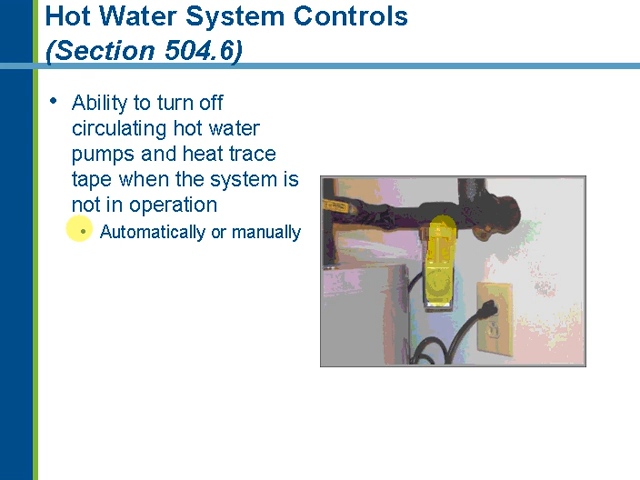 Hot Water System Controls
(Section 504.6)
• Ability to turn off
circulating hot water
pumps and heat trace
tape when the system is
not in operation
• Automatically or manually